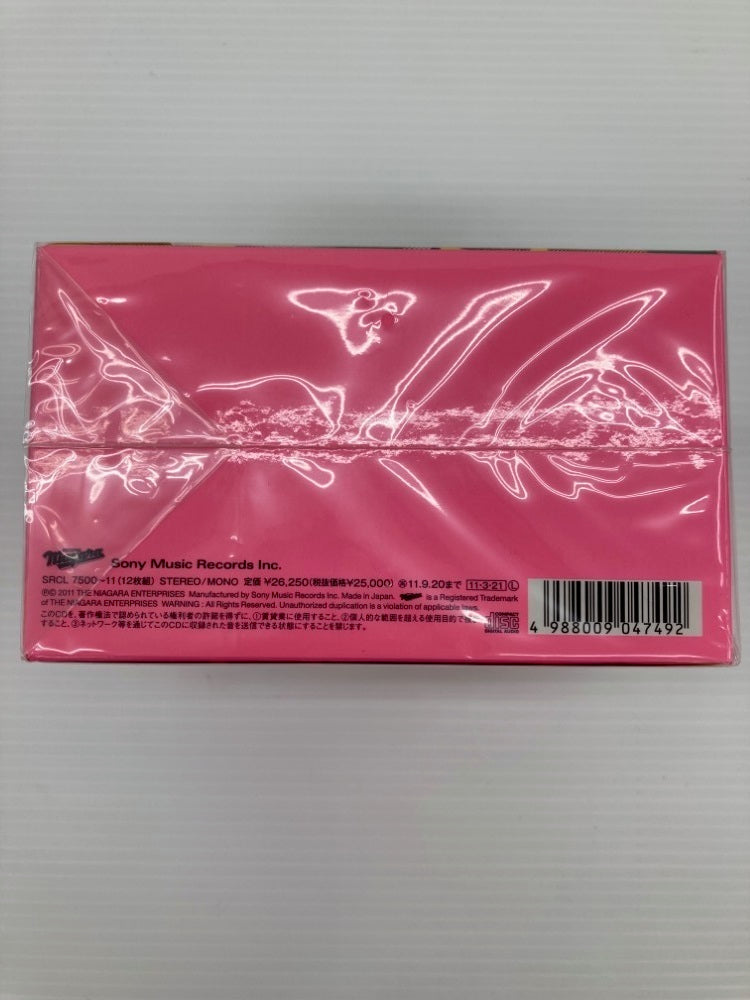 Niagara Sony Music Records Inc.
SRCL 7500~11 (12枚組) STEREO/MONO 定価 ¥26,250(税抜価格¥25,000) 再11.9.20まで 11-3-21 L
Ⓟ© 2011 THE NIAGARA ENTERPRISES Manufactured by Sony Music Records Inc. Made in Japan. Niagara is a Registered Trademark
of THE NIAGARA ENTERPRISES WARNING : All Rights Reserved. Unauthorized duplication is a violation of applicable laws.
このCDを、著作権法で認められている権利者の許諾を得ずに、①賃貸業に使用すること、②個人的な範囲を超える使用目的で
すること、③ネットワーク等を通じてこのCDに収録された音を送信できる状態にすることを禁じます。
COMPACT
DISC
DIGITAL AUDIO
4 988009 047492